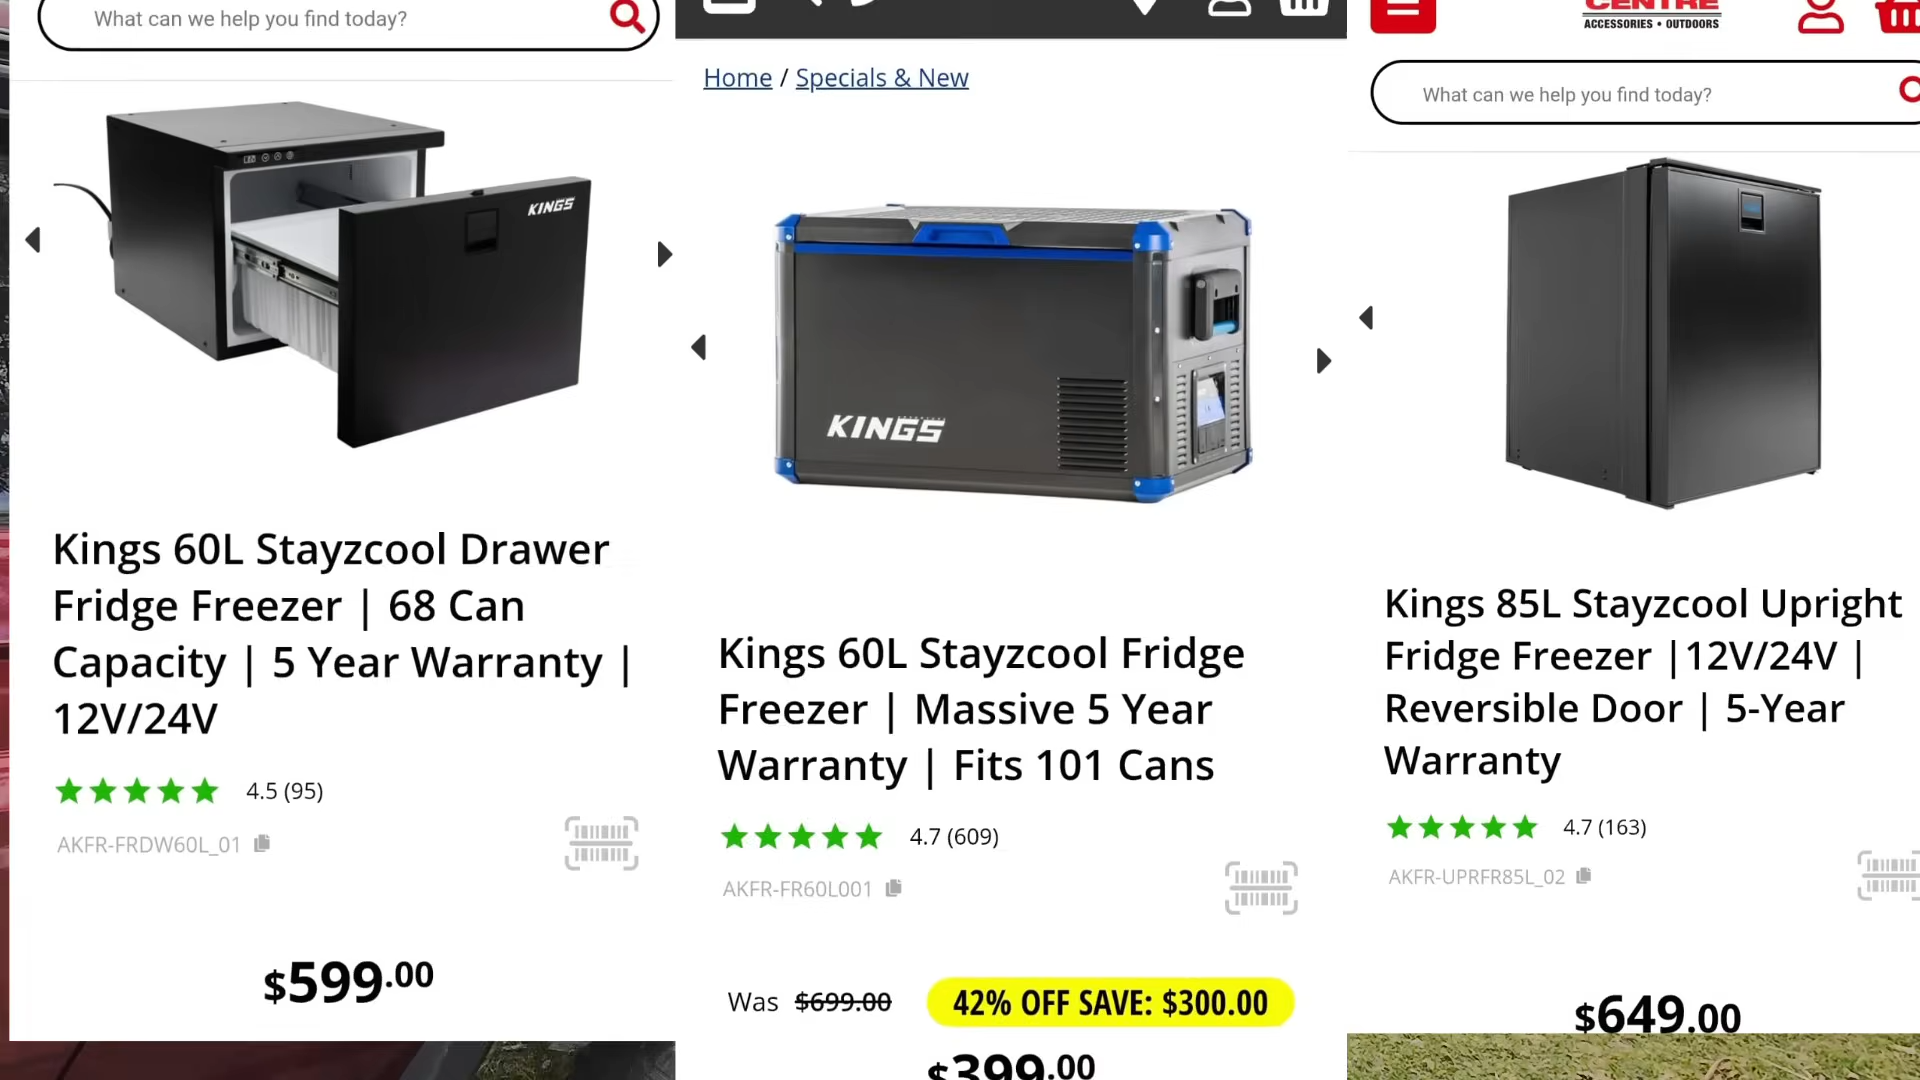 What can we help you find today?
KINGS
Kings 60L Stayzcool Drawer
Fridge Freezer | 68 Can
Capacity | 5 Year Warranty |
12V/24V
4.5 (95)
AKFR-FRDW60L_01
$599.00
Home / Specials & New
KINGS
Kings 60L Stayzcool Fridge
Freezer | Massive 5 Year
Warranty | Fits 101 Cans
4.7 (609)
AKFR-FR60L001
Was $699.00
42% OFF SAVE: $300.00
$399.00
CENTRE
ACCESSORIES • OUTDOORS
What can we help you find today?
Kings 85L Stayzcool Upright
Fridge Freezer |12V/24V |
Reversible Door | 5-Year
Warranty
4.7 (163)
AKFR-UPRFR85L_02
$649.00